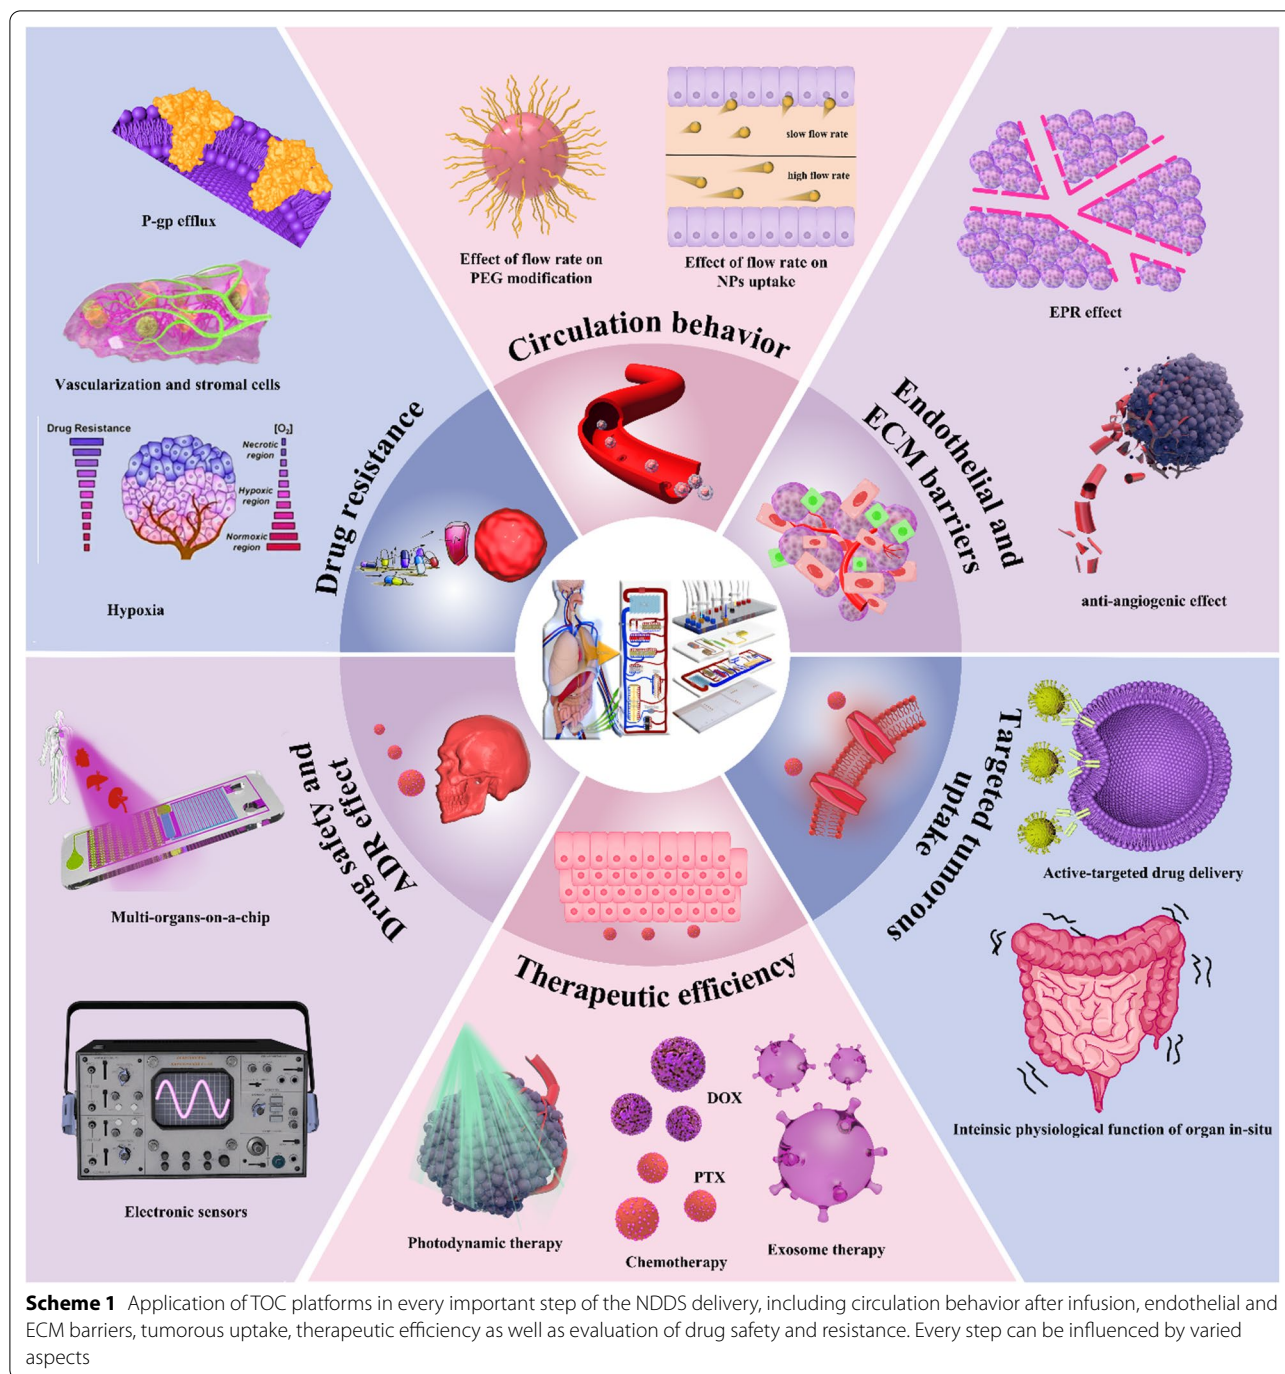 P-gp efflux
Vascularization and stromal cells
Drug Resistance
[O₂]
Necrotic
region
Hypoxic
region
Normoxic
region
Hypoxia
Drug resistance
slow flow rate
high flow rate
Effect of flow rate on
PEG modification
Effect of flow rate on
NPs uptake
Circulation behavior
EPR effect
anti-angiogenic effect
Endothelial and
ECM barriers
Multi-organs-on-a-chip
Electronic sensors
Drug safety and
ADR effect
Therapeutic efficiency
Photodynamic therapy
DOX
PTX
Chemotherapy
Exosome therapy
Targeted tumorous
uptake
Active-targeted drug delivery
Inteinsic physiological function of organ in-situ
Scheme 1 Application of TOC platforms in every important step of the NDDS delivery, including circulation behavior after infusion, endothelial and
ECM barriers, tumorous uptake, therapeutic efficiency as well as evaluation of drug safety and resistance. Every step can be influenced by varied
aspects